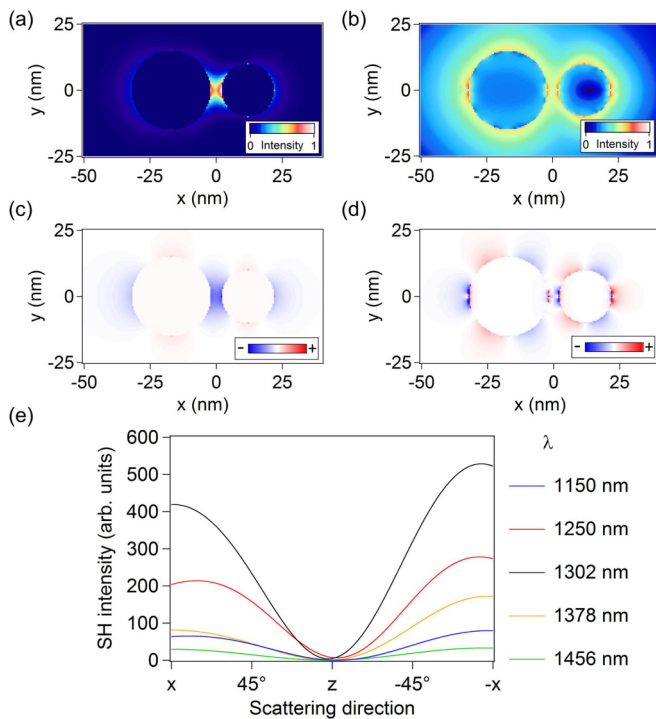 (a)
25
0
-25
y (nm)
-50
-25
0
25
x (nm)
0 Intensity 1
(b)
25
0
-25
y (nm)
-50
-25
0
25
x (nm)
0 Intensity 1
(c)
25
0
-25
y (nm)
-50
-25
0
25
x (nm)
- +
(d)
25
0
-25
y (nm)
-50
-25
0
25
x (nm)
- +
(e)
600
500
400
300
200
100
0
SH intensity (arb. units)
x
45°
z
-45°
-x
Scattering direction
λ
1150 nm
1250 nm
1302 nm
1378 nm
1456 nm